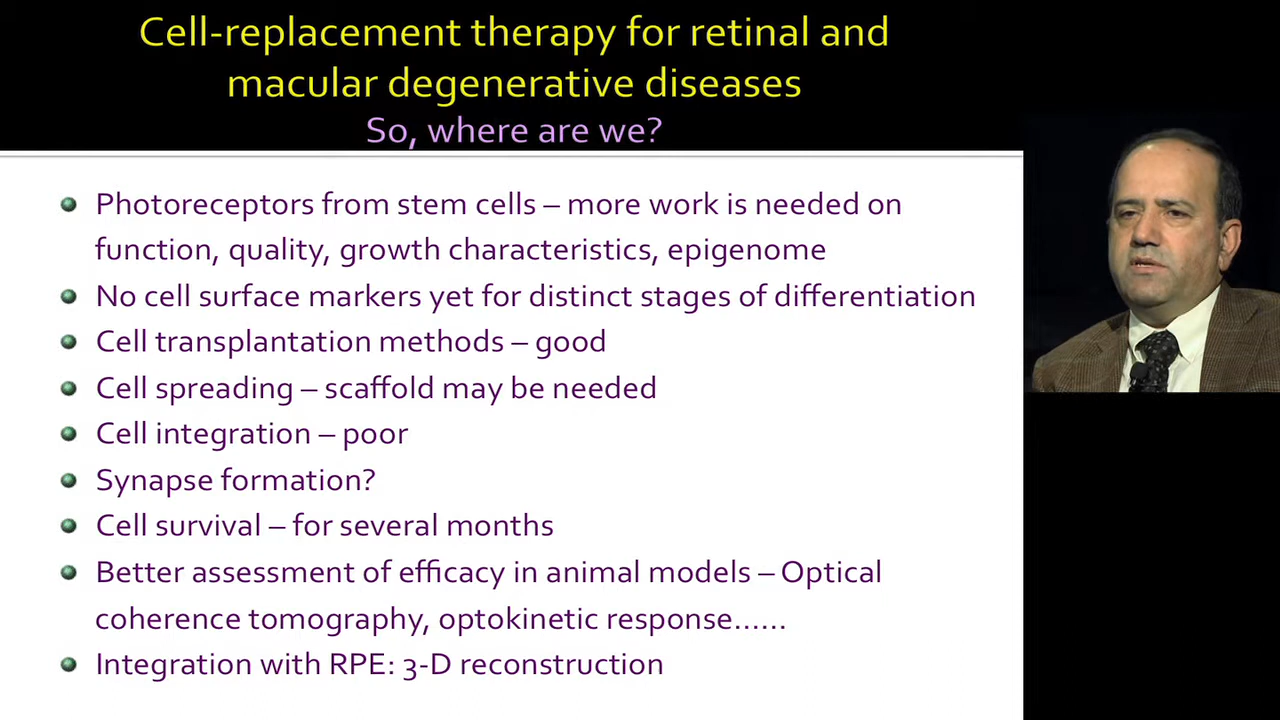 Cell-replacement therapy for retinal and
macular degenerative diseases
So, where are we?
Photoreceptors from stem cells – more work is needed on
function, quality, growth characteristics, epigenome
No cell surface markers yet for distinct stages of differentiation
Cell transplantation methods – good
Cell spreading – scaffold may be needed
Cell integration – poor
Synapse formation?
Cell survival – for several months
Better assessment of efficacy in animal models – Optical
coherence tomography, optokinetic response……
Integration with RPE: 3-D reconstruction